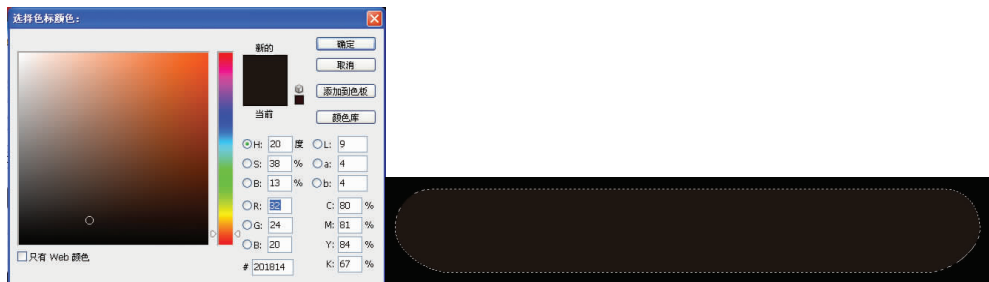 选择色标颜色:
新的
当前
确定
取消
添加到色板
颜色库
H: 20 度
S: 38 %
B: 13 %
R: 32
G: 24
B: 20
# 201814
L: 9
a: 4
b: 4
C: 80 %
M: 81 %
Y: 84 %
K: 67 %
只有 Web 颜色